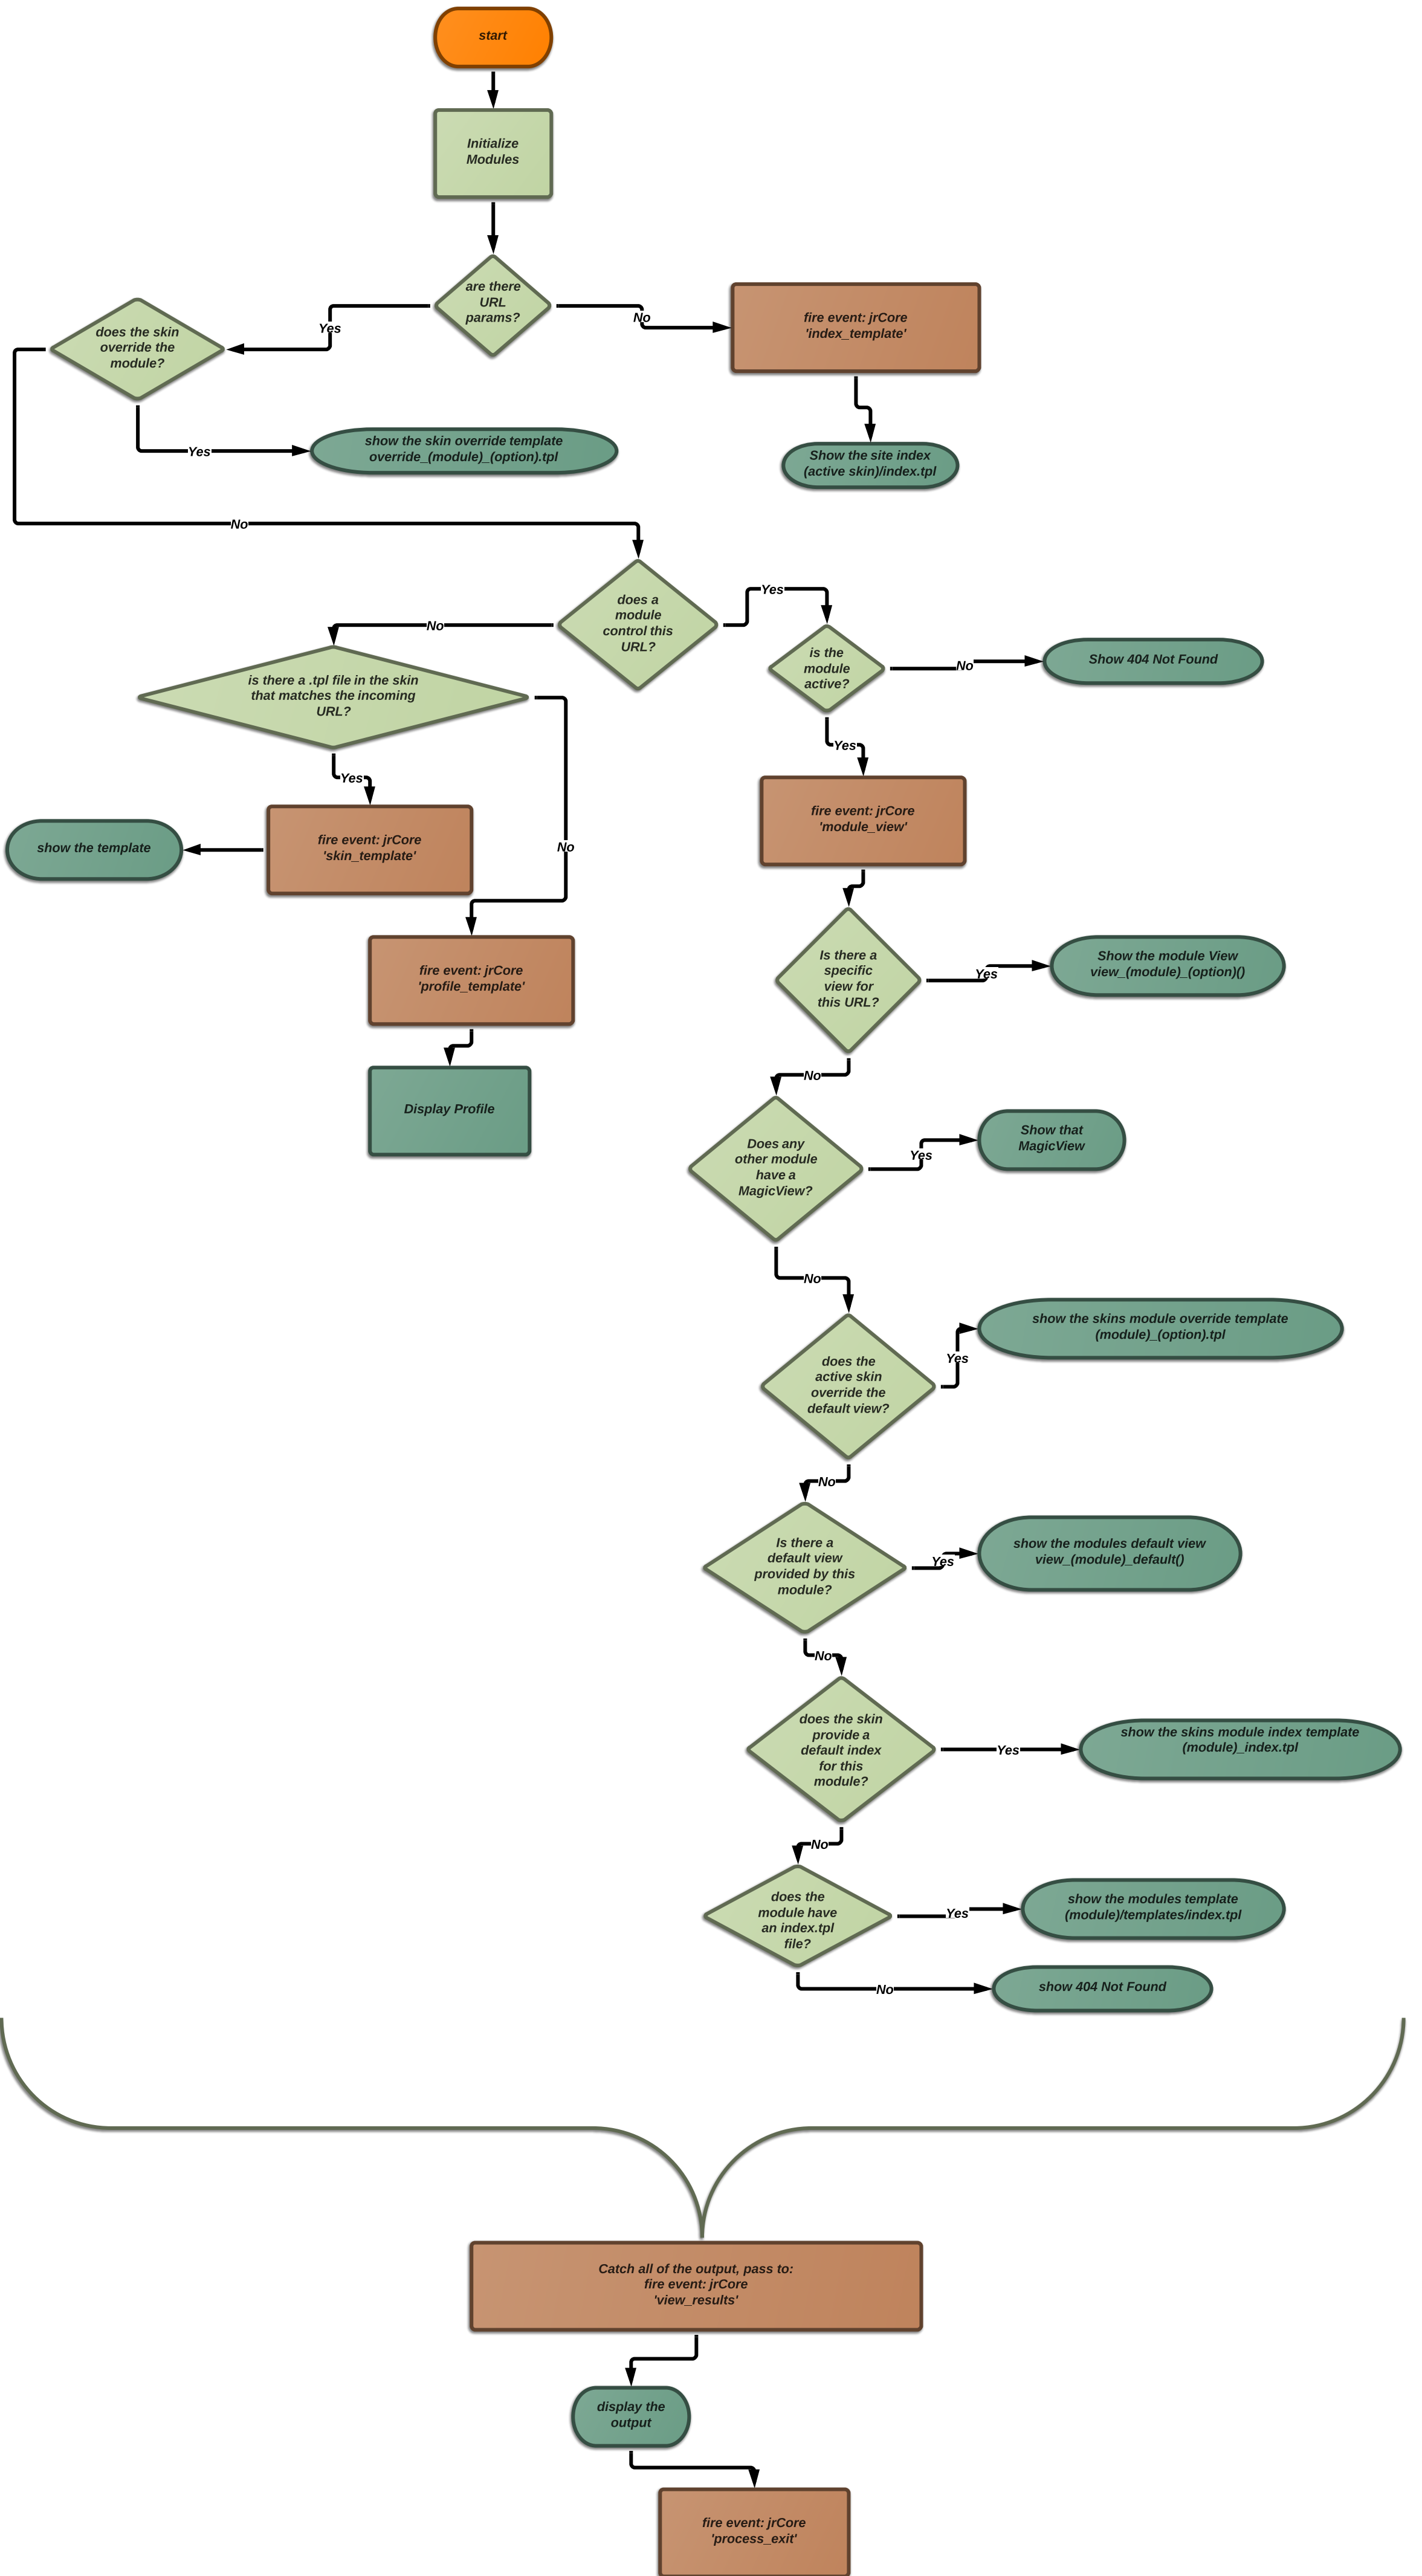 start
Initialize
Modules
are there
URL
params?
Yes
No
does the skin
override the
module?
fire event: jrCore
'index_template'
Yes
show the skin override template
override_(module)_(option).tpl
Show the site index
(active skin)/index.tpl
No
does a
module
control this
URL?
Yes
No
is the
module
active?
No
Show 404 Not Found
is there a .tpl file in the skin
that matches the incoming
URL?
Yes
Yes
fire event: jrCore
'module_view'
fire event: jrCore
'skin_template'
show the template
No
fire event: jrCore
'profile_template'
Is there a
specific
view for
this URL?
Yes
Show the module View
view_(module)_(option)()
Display Profile
No
Does any
other module
have a
MagicView?
Yes
Show that
MagicView
No
does the
active skin
override the
default view?
Yes
show the skins module override template
(module)_(option).tpl
No
Is there a
default view
provided by this
module?
Yes
show the modules default view
view_(module)_default()
No
does the skin
provide a
default index
for this
module?
Yes
show the skins module index template
(module)_index.tpl
No
does the
module have
an index.tpl
file?
Yes
show the modules template
(module)/templates/index.tpl
No
show 404 Not Found
Catch all of the output, pass to:
fire event: jrCore
'view_results'
display the
output
fire event: jrCore
'process_exit'